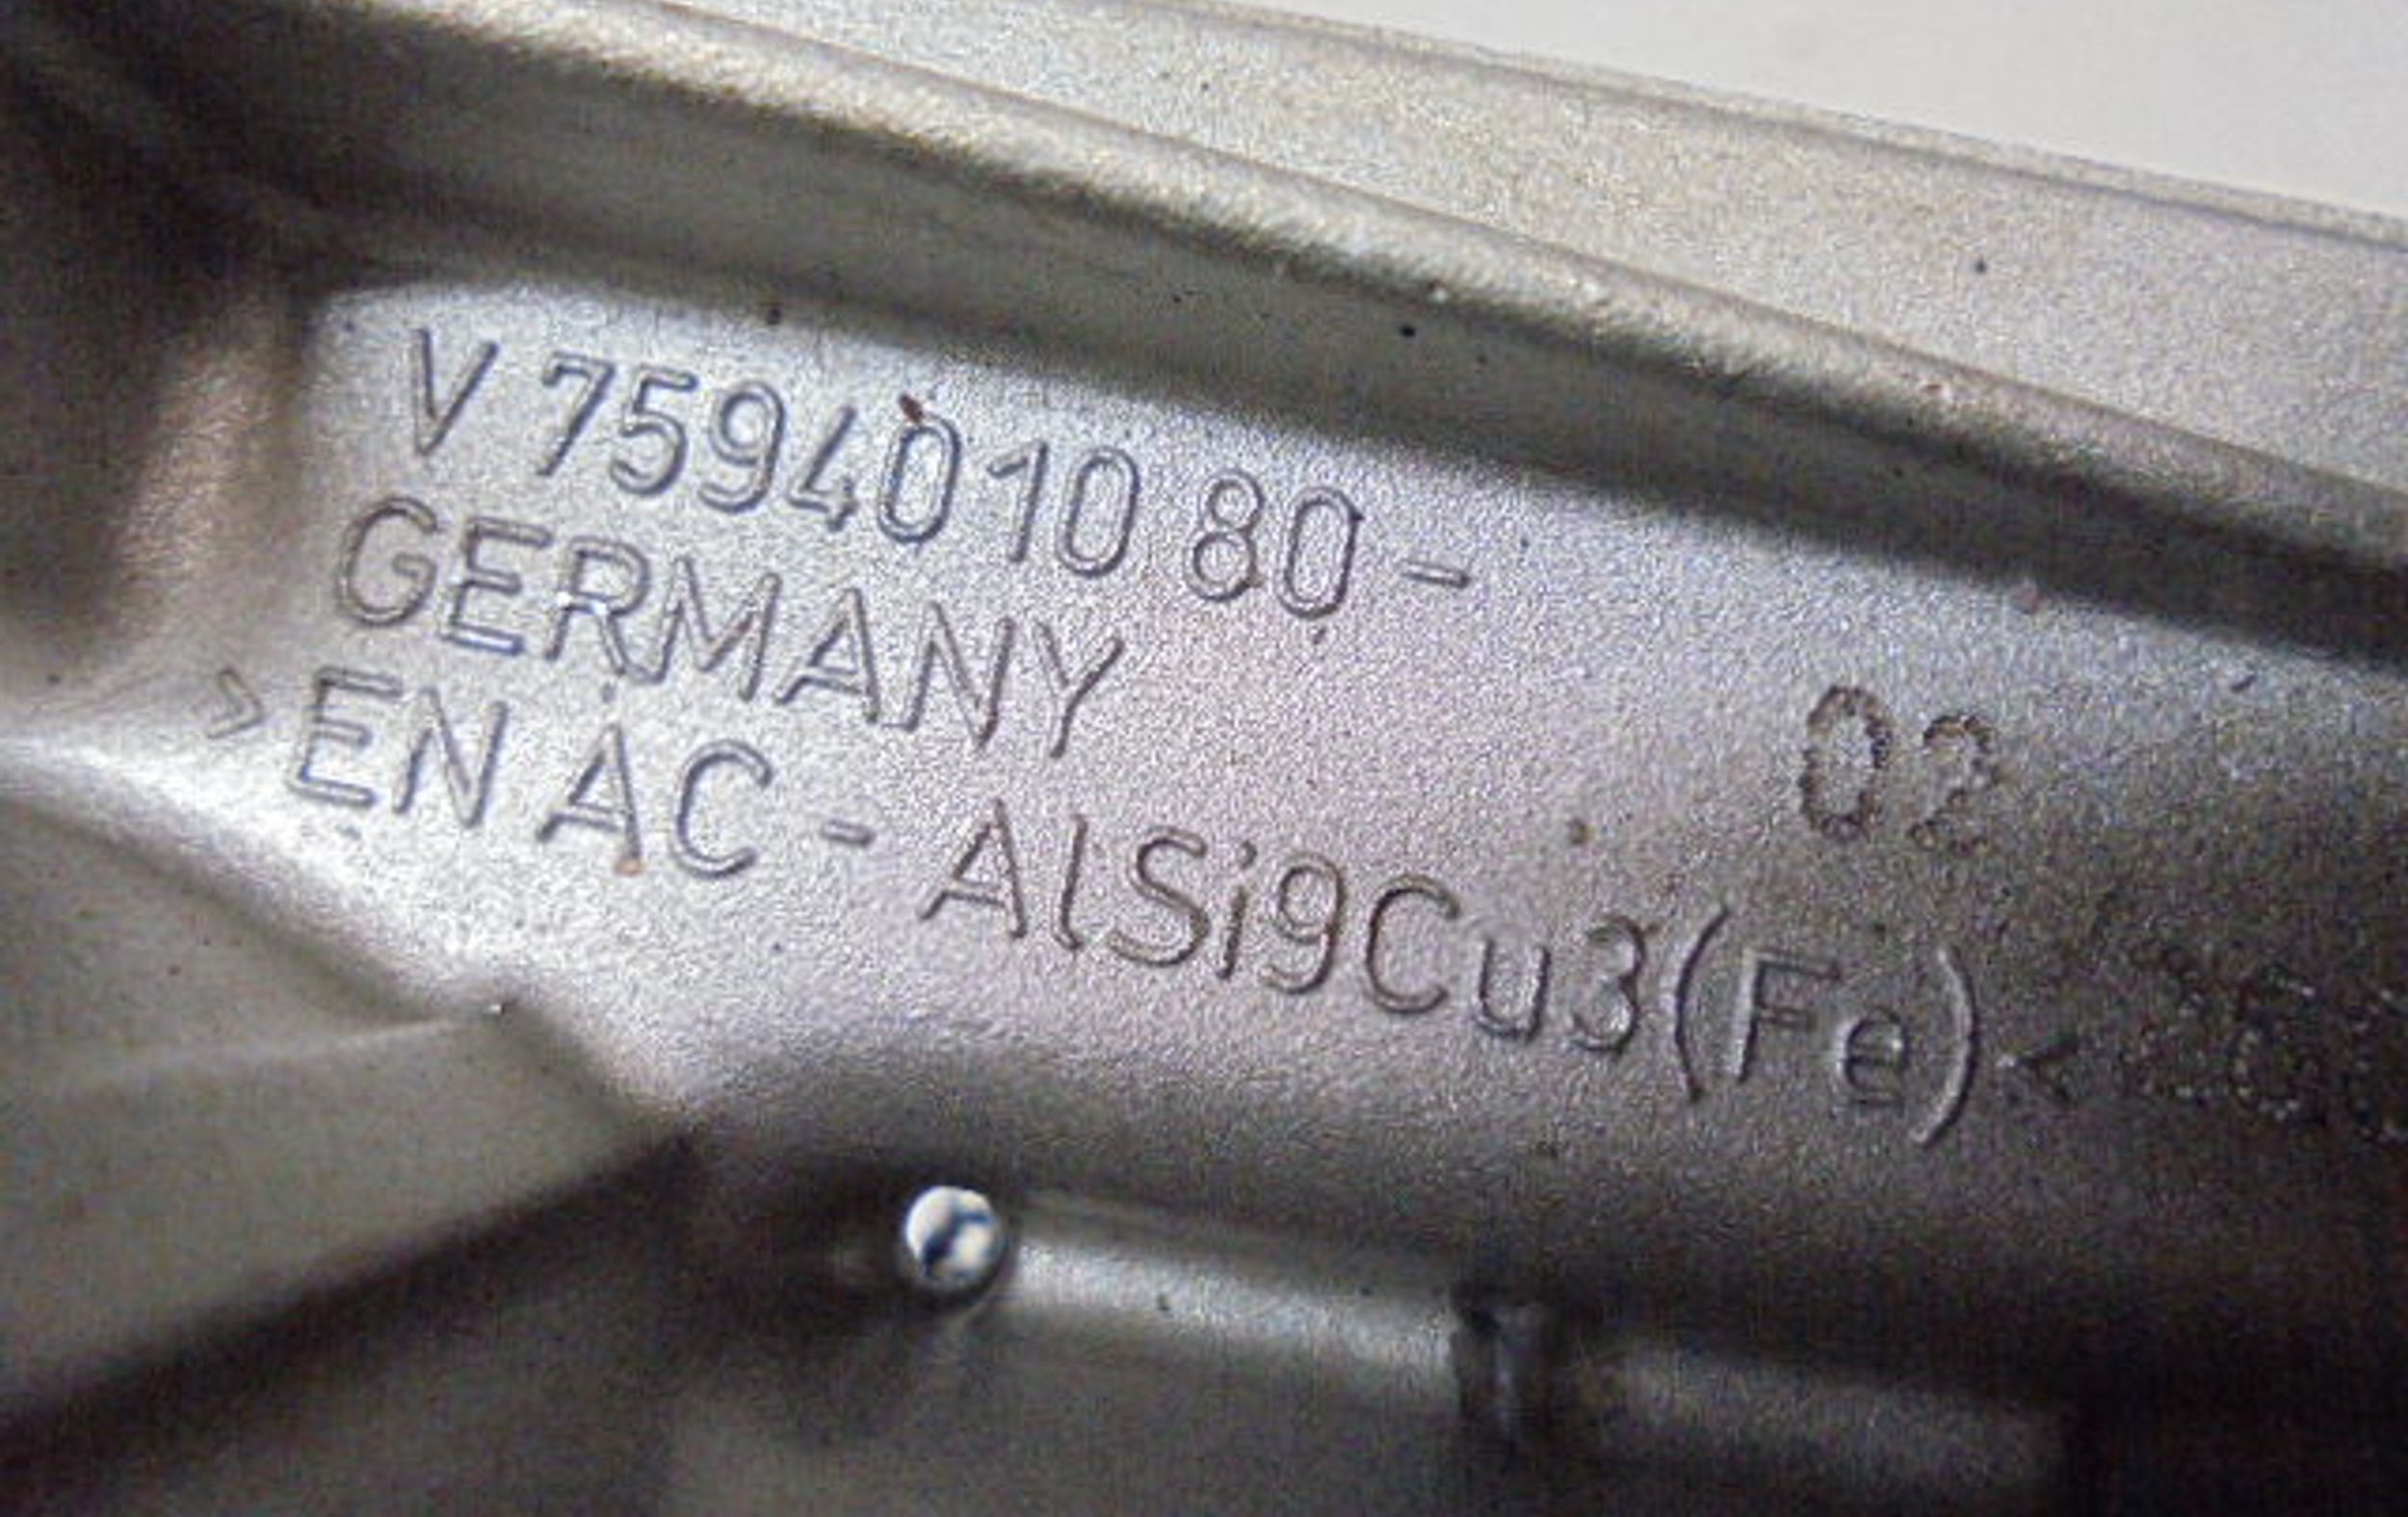 V 7594010 80 -
GERMANY
02
>EN AC - AlSi9Cu3(Fe)<